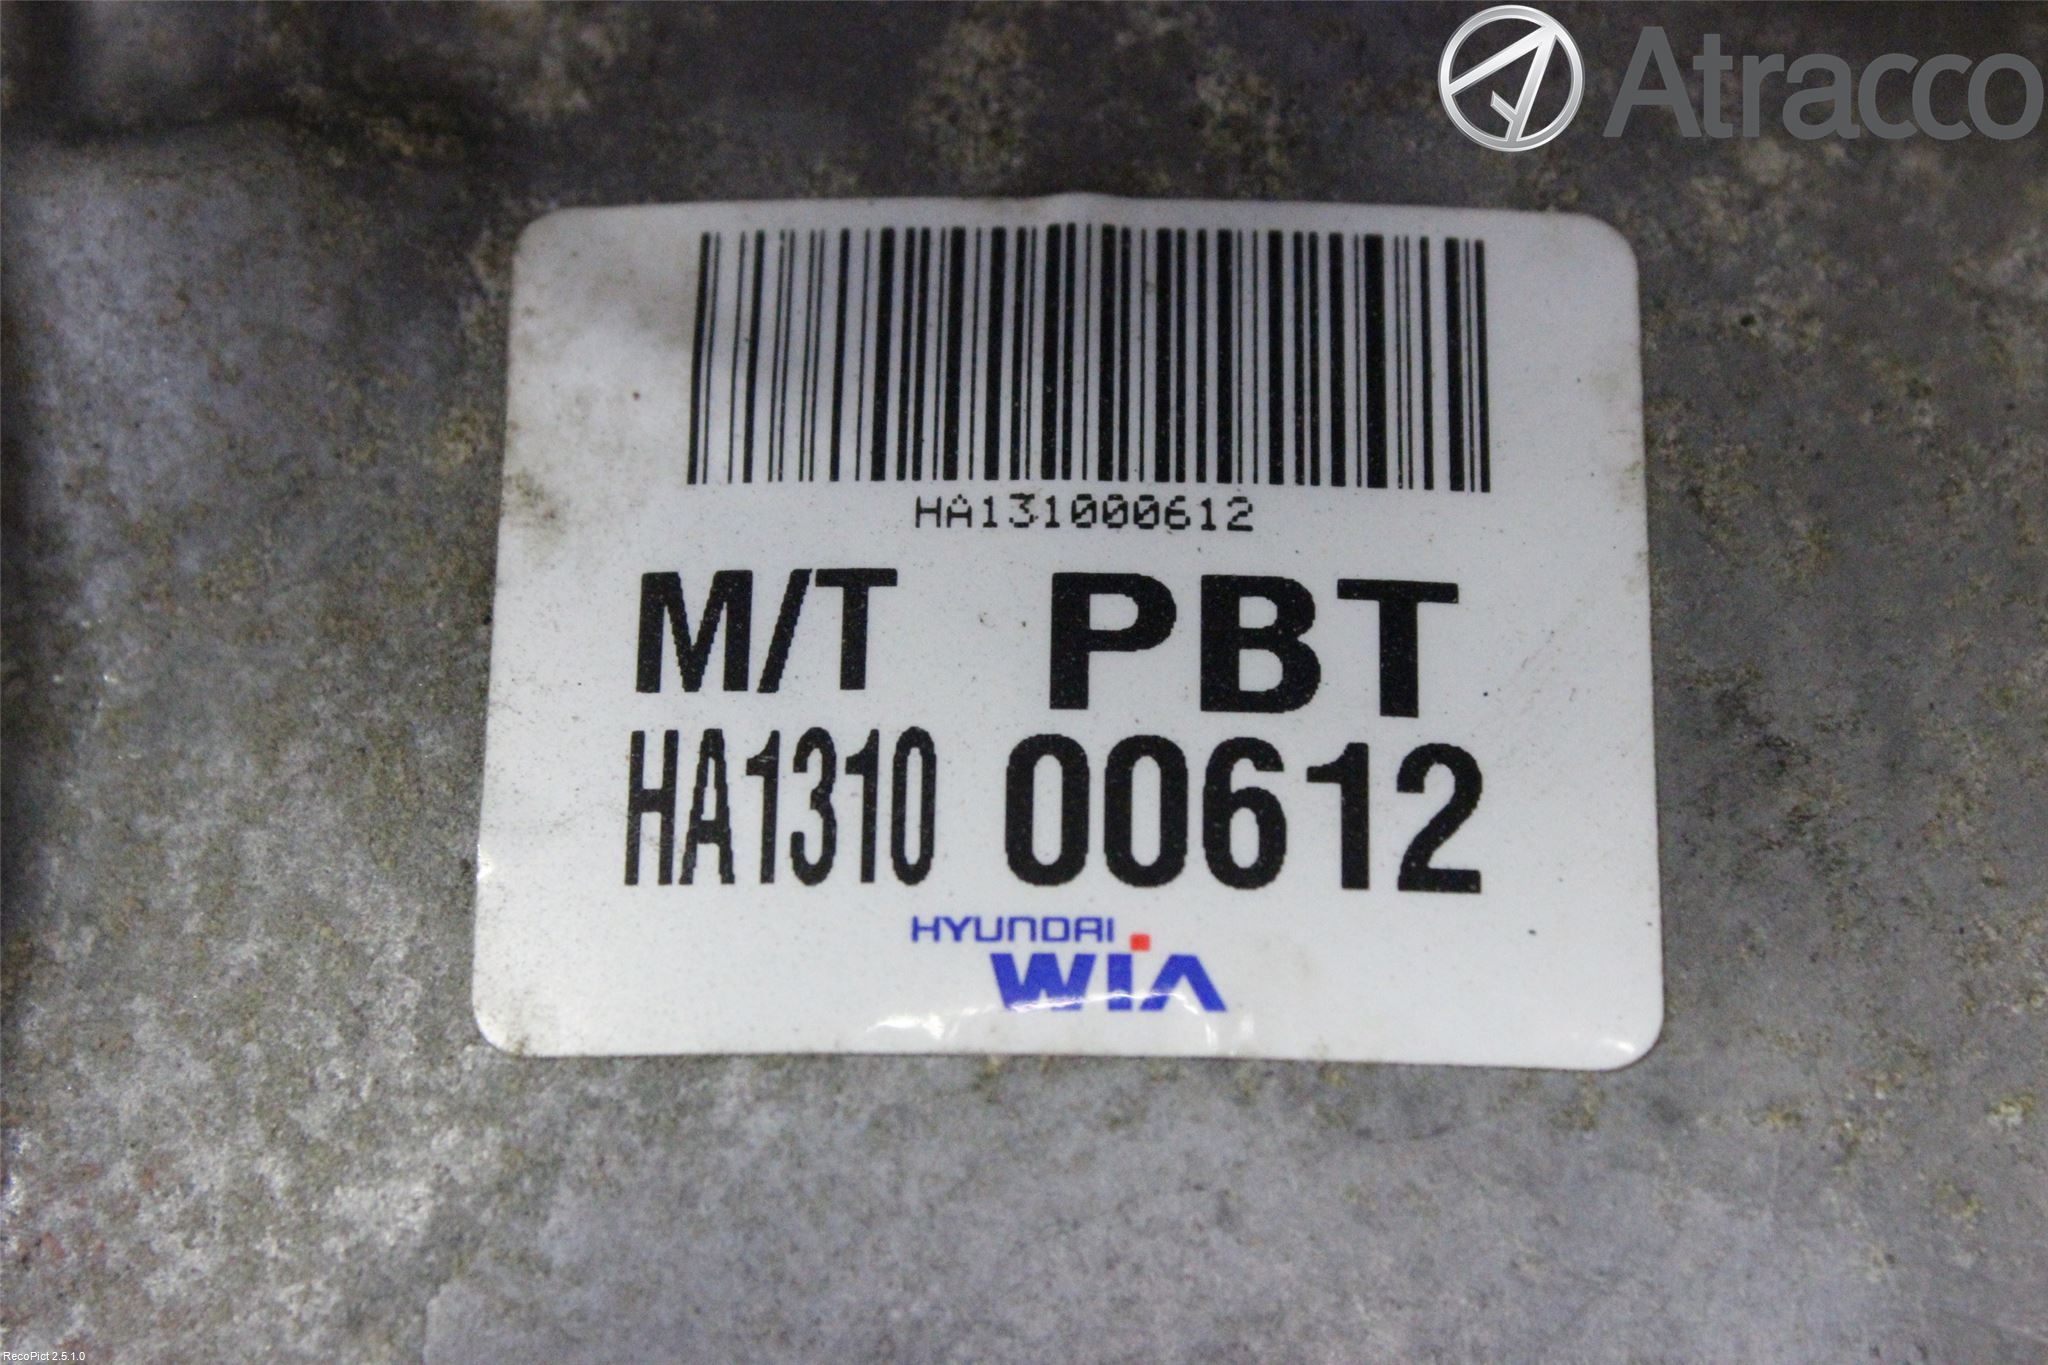 Atracco
HA131000612
M/T PBT
HA1310 00612
HYUNDAI
WIA
RecoPict 2.5.1.0